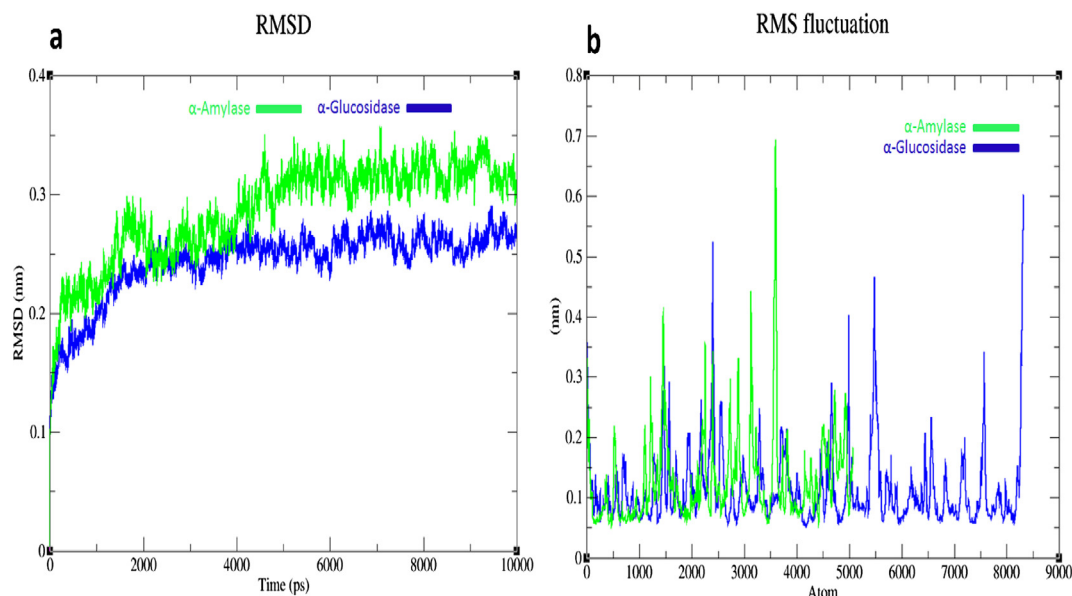 a
RMSD
α-Amylase
α-Glucosidase
RMSD (nm)
0.4
0.3
0.2
0.1
0
0
2000
4000
6000
8000
10000
Time (ps)
b
RMS fluctuation
α-Amylase
α-Glucosidase
(nm)
0.8
0.7
0.6
0.5
0.4
0.3
0.2
0.1
0
0
1000
2000
3000
4000
5000
6000
7000
8000
9000
Atom